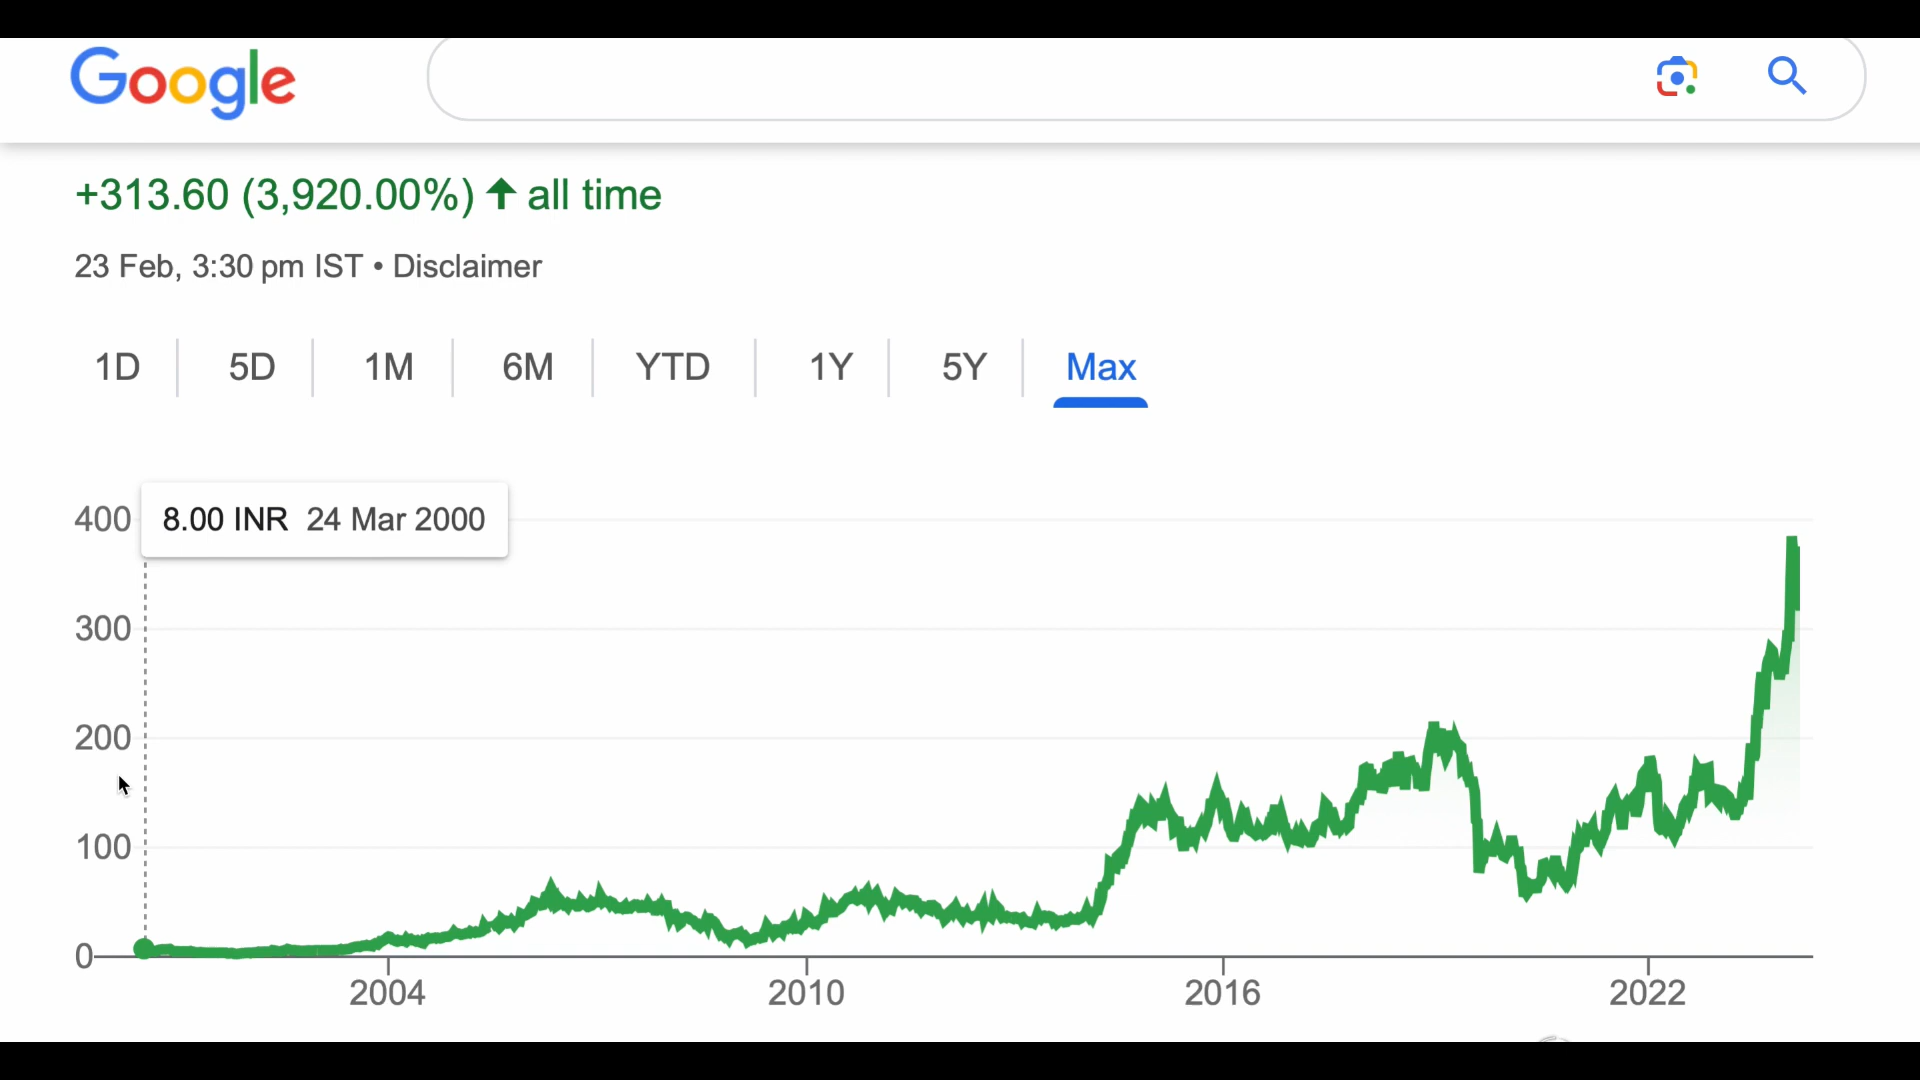 Google
+313.60 (3,920.00%) ↑ all time
23 Feb, 3:30 pm IST • Disclaimer
1D 5D 1M 6M YTD 1Y 5Y Max
400
8.00 INR 24 Mar 2000
300
200
100
0
2004 2010 2016 2022